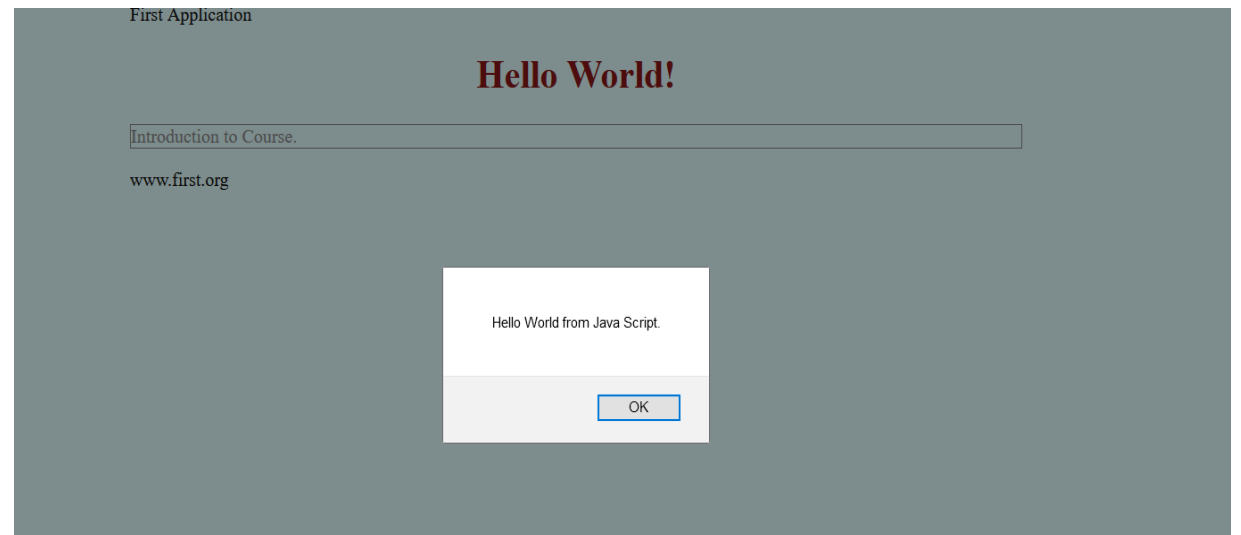 First Application
Hello World!
Introduction to Course.
www.first.org
Hello World from Java Script.
OK